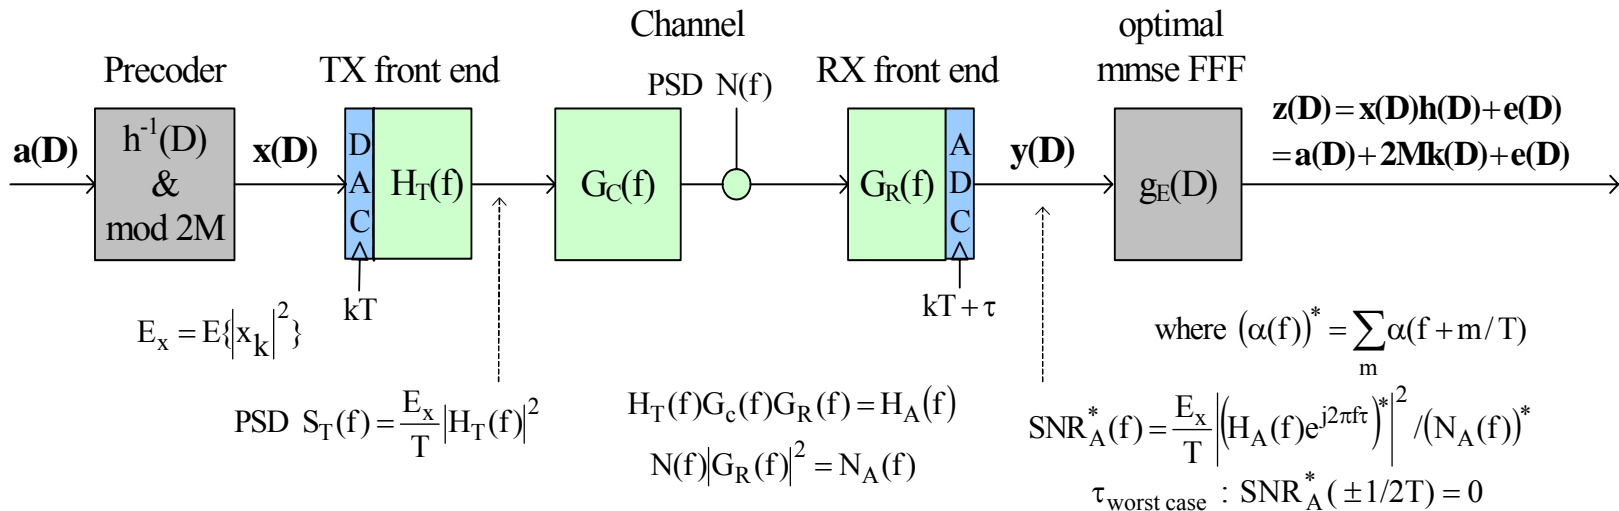 Channel
optimal
mmse FFF
Precoder
TX front end
PSD N(f)
RX front end
a(D)
h⁻¹(D)
&
mod 2M
x(D)
D
A
C
H_T(f)
G_C(f)
G_R(f)
A
D
C
y(D)
g_E(D)
z(D) = x(D)h(D) + e(D)
= a(D) + 2Mk(D) + e(D)
kT
kT + τ
E_x = E{|x_k|²}
where (α(f))* = ∑_m α(f + m/T)
PSD S_T(f) = E_x/T |H_T(f)|²
H_T(f)G_c(f)G_R(f) = H_A(f)
N(f)|G_R(f)|² = N_A(f)
SNR*_A(f) = E_x/T |(H_A(f)e^{j2πfτ})*|² /(N_A(f))*
τ_worst case : SNR*_A(±1/2T) = 0